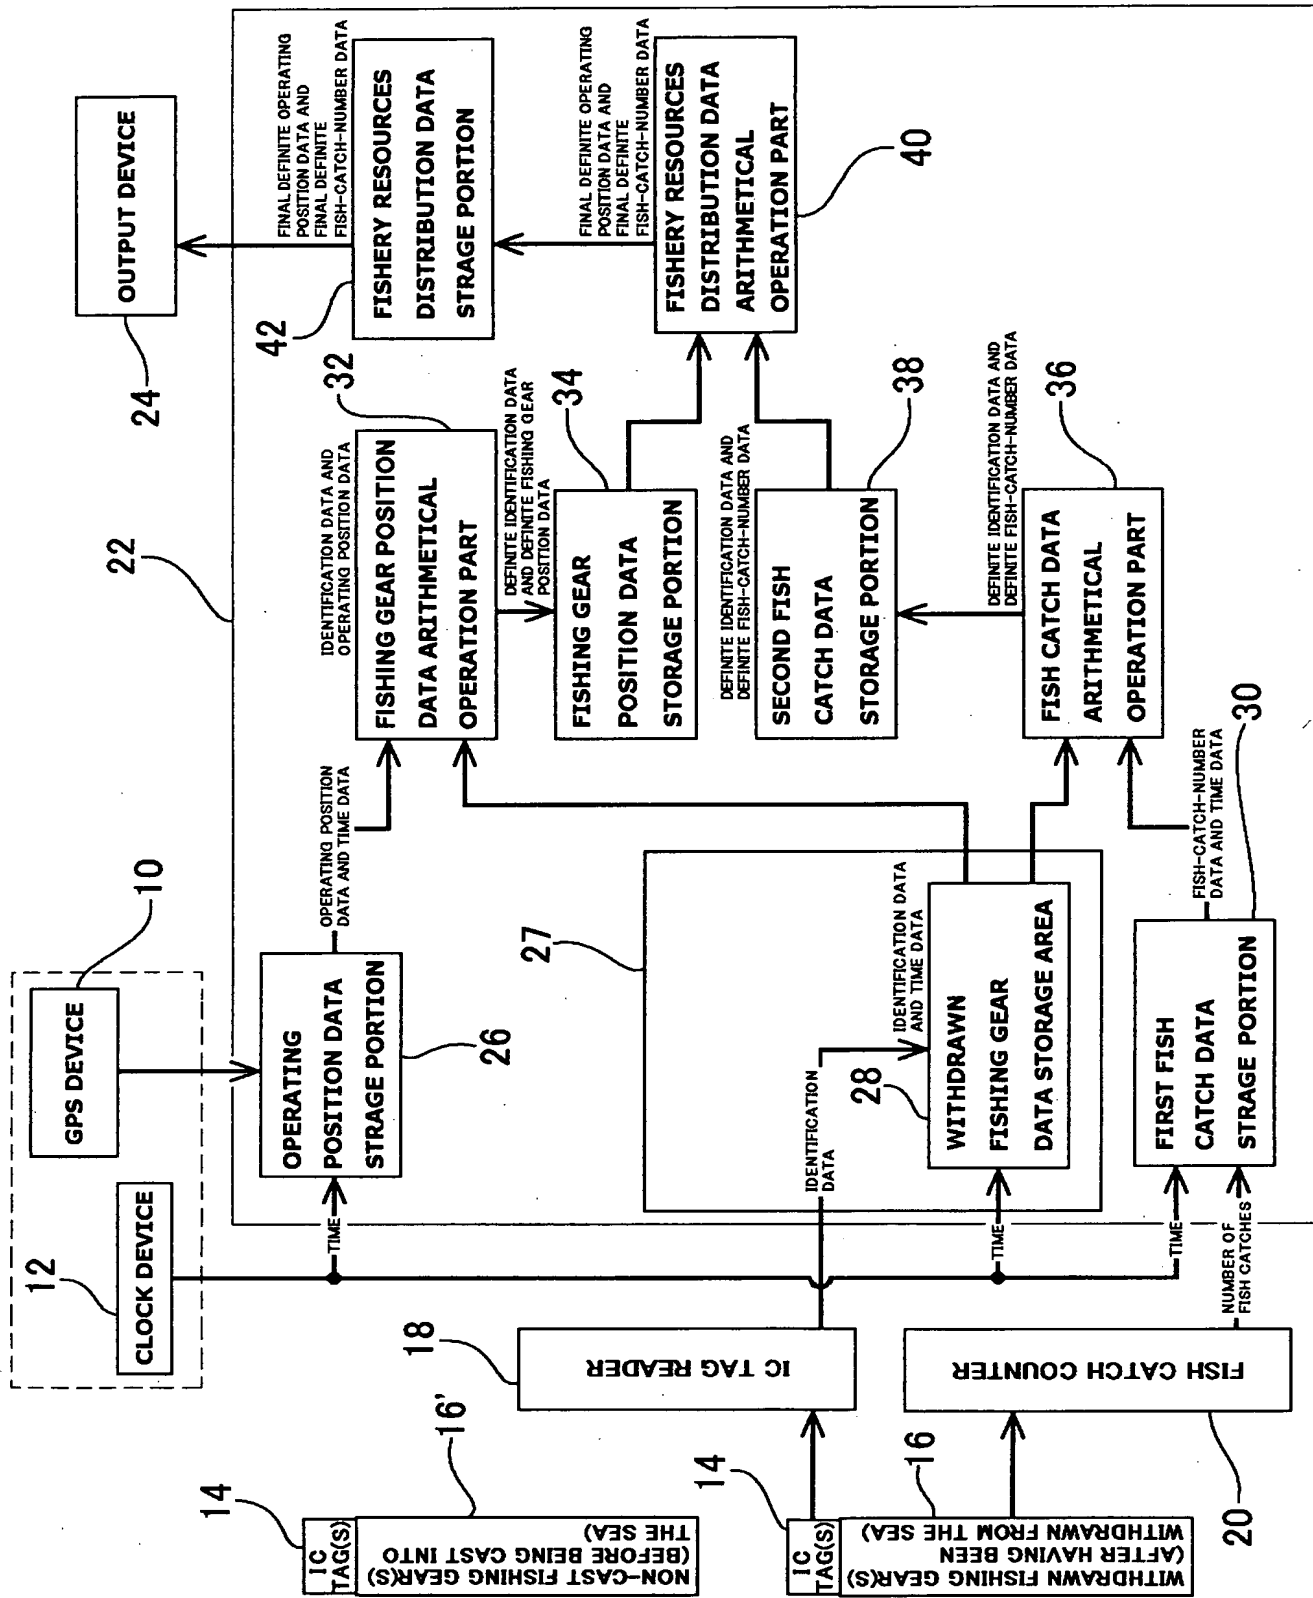 12
10
CLOCK DEVICE
GPS DEVICE
24
OUTPUT DEVICE
22
TIME
OPERATING
POSITION DATA
STRAGE PORTION
26
OPERATING POSITION
DATA AND TIME DATA
IDENTIFICATION DATA AND
OPERATING POSITION DATA
32
FISHING GEAR POSITION
DATA ARITHMETICAL
OPERATION PART
DEFINITE IDENTIFICATION DATA
AND DEFINITE FISHING GEAR
POSITION DATA
34
FISHING GEAR
POSITION DATA
STORAGE PORTION
FINAL DEFINITE OPERATING
POSITION DATA AND
FINAL DEFINITE
FISH-CATCH-NUMBER DATA
42
FISHERY RESOURCES
DISTRIBUTION DATA
STRAGE PORTION
FINAL DEFINITE OPERATING
POSITION DATA AND
FINAL DEFINITE
FISH-CATCH-NUMBER DATA
FISHERY RESOURCES
DISTRIBUTION DATA
ARITHMETICAL
OPERATION PART
40
14
IC
TAG(S)
16'
NON-CAST FISHING GEAR(S)
(BEFORE BEING CAST INTO
THE SEA)
18
IC TAG READER
27
IDENTIFICATION
DATA
IDENTIFICATION DATA
AND TIME DATA
28
WITHDRAWN
FISHING GEAR
DATA STORAGE AREA
TIME
DEFINITE IDENTIFICATION DATA AND
DEFINITE FISH-CATCH-NUMBER DATA
SECOND FISH
CATCH DATA
STORAGE PORTION
38
DEFINITE IDENTIFICATION DATA AND
DEFINITE FISH-CATCH-NUMBER DATA
36
FISH CATCH DATA
ARITHMETICAL
OPERATION PART
14
IC
TAG(S)
16
WITHDRAWN FISHING GEAR(S)
(AFTER HAVING BEEN
WITHDRAWN FROM THE SEA)
FISH CATCH COUNTER
20
TIME
NUMBER OF
FISH CATCHES
FIRST FISH
CATCH DATA
STRAGE PORTION
30
FISH-CATCH-NUMBER
DATA AND TIME DATA